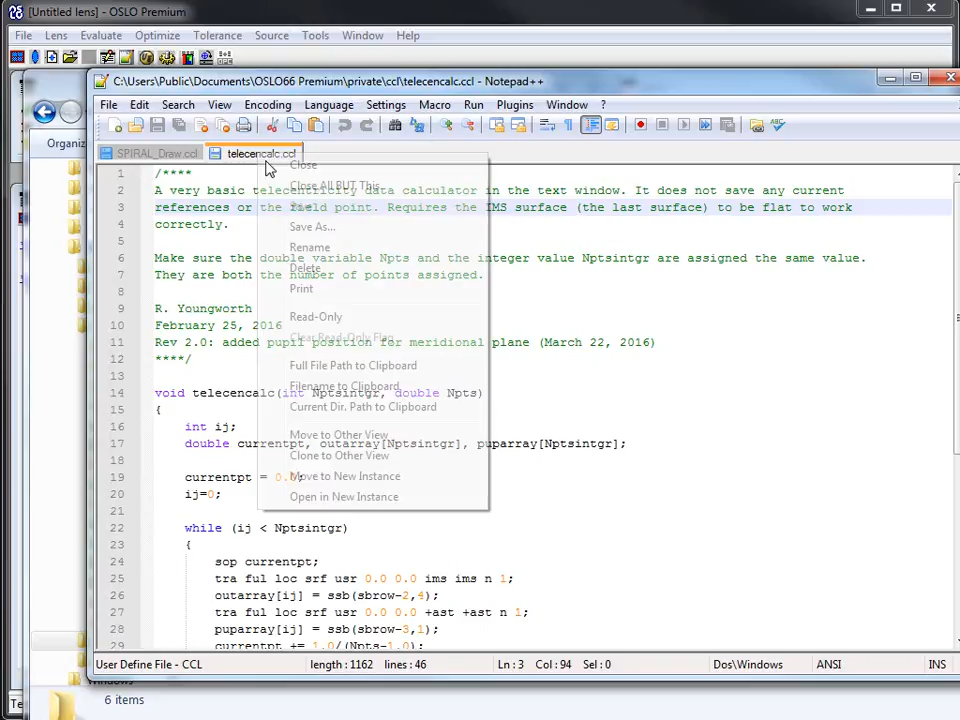 [Untitled lens] - OSLO Premium
File Lens Evaluate Optimize Tolerance Source Tools Window Help
C:\Users\Public\Documents\OSLO66 Premium\private\ccl\telecencalc.ccl - Notepad++
File Edit Search View Encoding Language Settings Macro Run Plugins Window ?
Organiz
SPIRAL_Draw.ccl telecencalc.ccl
1 /****
2 A very basic telecentricity data calculator in the text window. It does not save any current
3 references or the field point. Requires the IMS surface (the last surface) to be flat to work
4 correctly.
5
6 Make sure the double variable Npts and the integer value Nptsintgr are assigned the same value.
7 They are both the number of points assigned.
8
9 R. Youngworth
10 February 25, 2016
11 Rev 2.0: added pupil position for meridional plane (March 22, 2016)
12 ****/
13
14 void telecencalc(int Nptsintgr, double Npts)
15 {
16 int ij;
17 double currentpt, outarray[Nptsintgr], puparray[Nptsintgr];
18
19 currentpt = 0.0;
20 ij=0;
21
22 while (ij < Nptsintgr)
23 {
24 sop currentpt;
25 tra ful loc srf usr 0.0 0.0 ims ims n 1;
26 outarray[ij] = ssb(sbrow-2,4);
27 tra ful loc srf usr 0.0 0.0 +ast +ast n 1;
28 puparray[ij] = ssb(sbrow-3,1);
29 currentpt += 1.0/(Npts-1.0);
Close
Close All BUT This
Save
Save As...
Rename
Delete
Print
Read-Only
Clear Read-Only Flag
Full File Path to Clipboard
Filename to Clipboard
Current Dir. Path to Clipboard
Move to Other View
Clone to Other View
Move to New Instance
Open in New Instance
User Define File - CCL length : 1162 lines : 46 Ln : 3 Col : 94 Sel : 0 Dos\Windows ANSI INS
Windows
6 items
Te